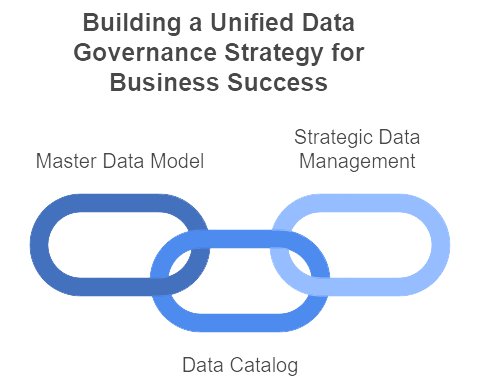 Building a Unified Data
Governance Strategy for
Business Success
Strategic Data
Management
Master Data Model
Data Catalog